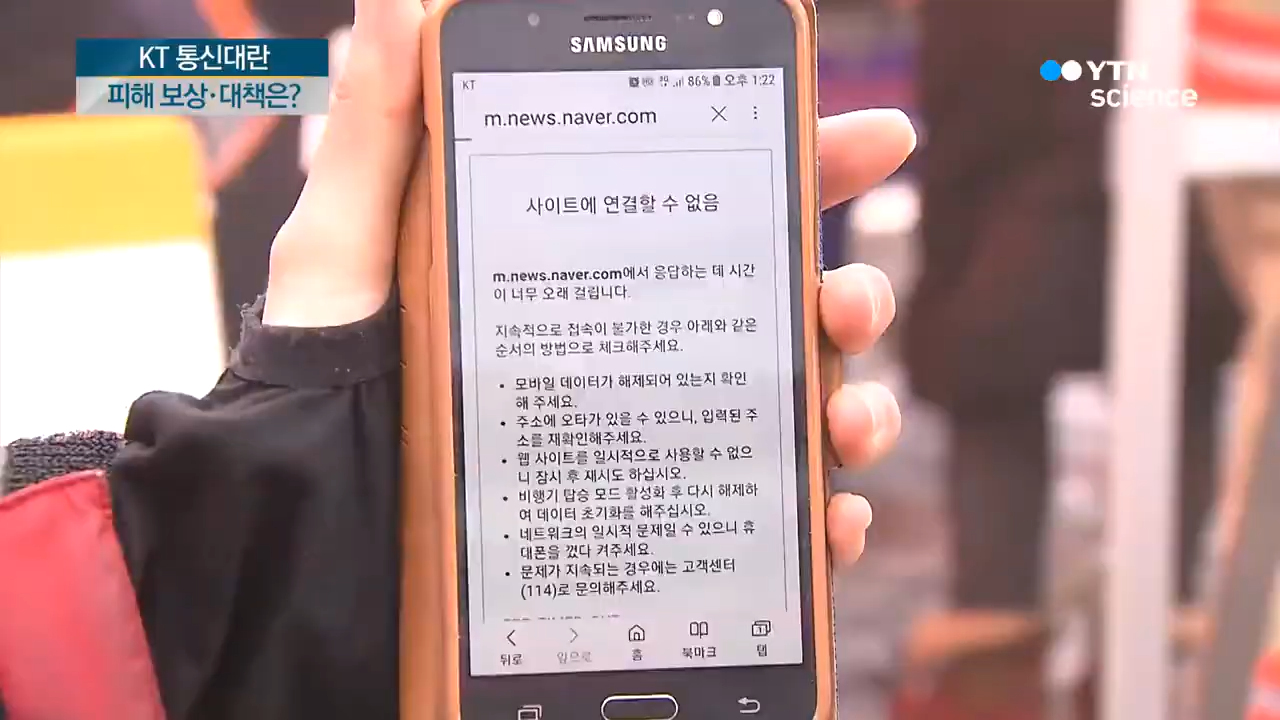 KT 통신대란
피해 보상·대책은?
YTN
science
SAMSUNG
KT
86%
오후 1:22
m.news.naver.com
사이트에 연결할 수 없음
m.news.naver.com에서 응답하는 데 시간
이 너무 오래 걸립니다.
지속적으로 접속이 불가한 경우 아래와 같은
순서의 방법으로 체크해주세요.
• 모바일 데이터가 해제되어 있는지 확인
해 주세요.
• 주소에 오타가 있을 수 있으니, 입력된 주
소를 재확인해주세요.
• 웹 사이트를 일시적으로 사용할 수 없으
니 잠시 후 재시도 하십시오.
• 비행기 탑승 모드 활성화 후 다시 해제하
여 데이터 초기화를 해주십시오.
• 네트워크의 일시적 문제일 수 있으니 휴
대폰을 껐다 켜주세요.
• 문제가 지속되는 경우에는 고객센터
(114)로 문의해주세요.
뒤로 앞으로 홈 북마크 탭